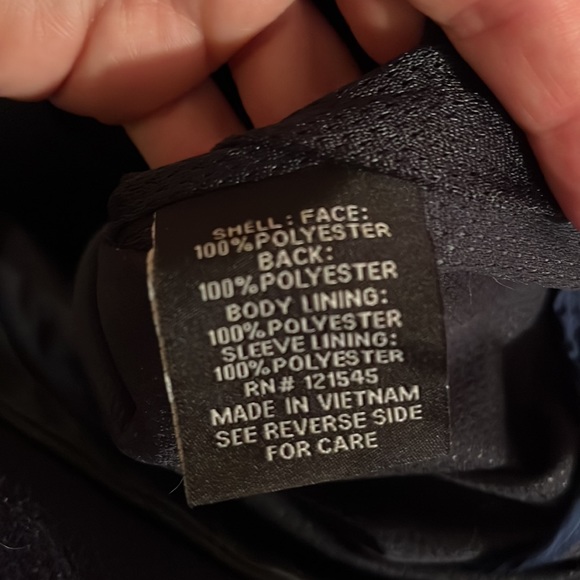 SHELL: FACE:
100%POLYESTER
BACK:
100%POLYESTER
BODY LINING:
100%POLYESTER
SLEEVE LINING:
100%POLYESTER
RN# 121545
MADE IN VIETNAM
SEE REVERSE SIDE
FOR CARE